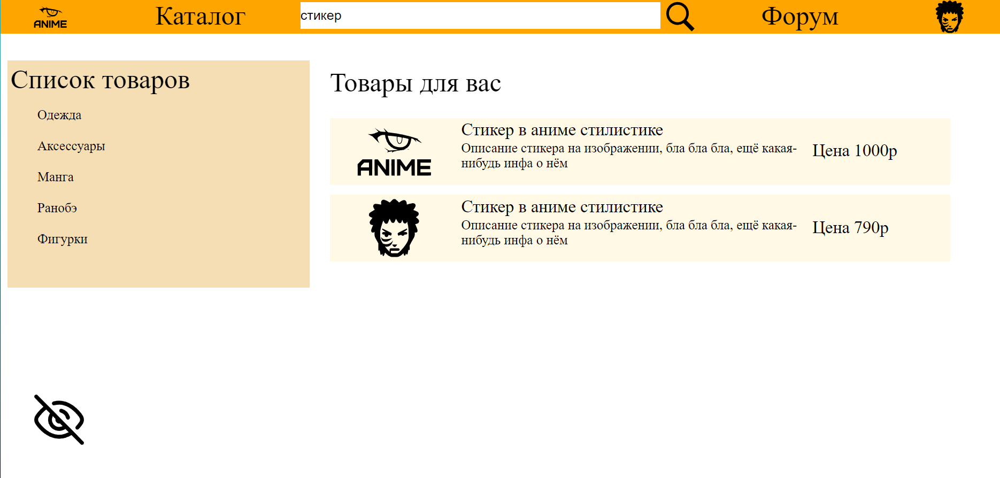 ANIME
Каталог
стикер
Форум
Список товаров
Одежда
Аксессуары
Манга
Ранобэ
Фигурки
Товары для вас
ANIME
Стикер в аниме стилистике
Описание стикера на изображении, бла бла бла, ещё какая-
нибудь инфа о нём
Цена 1000р
Стикер в аниме стилистике
Описание стикера на изображении, бла бла бла, ещё какая-
нибудь инфа о нём
Цена 790р